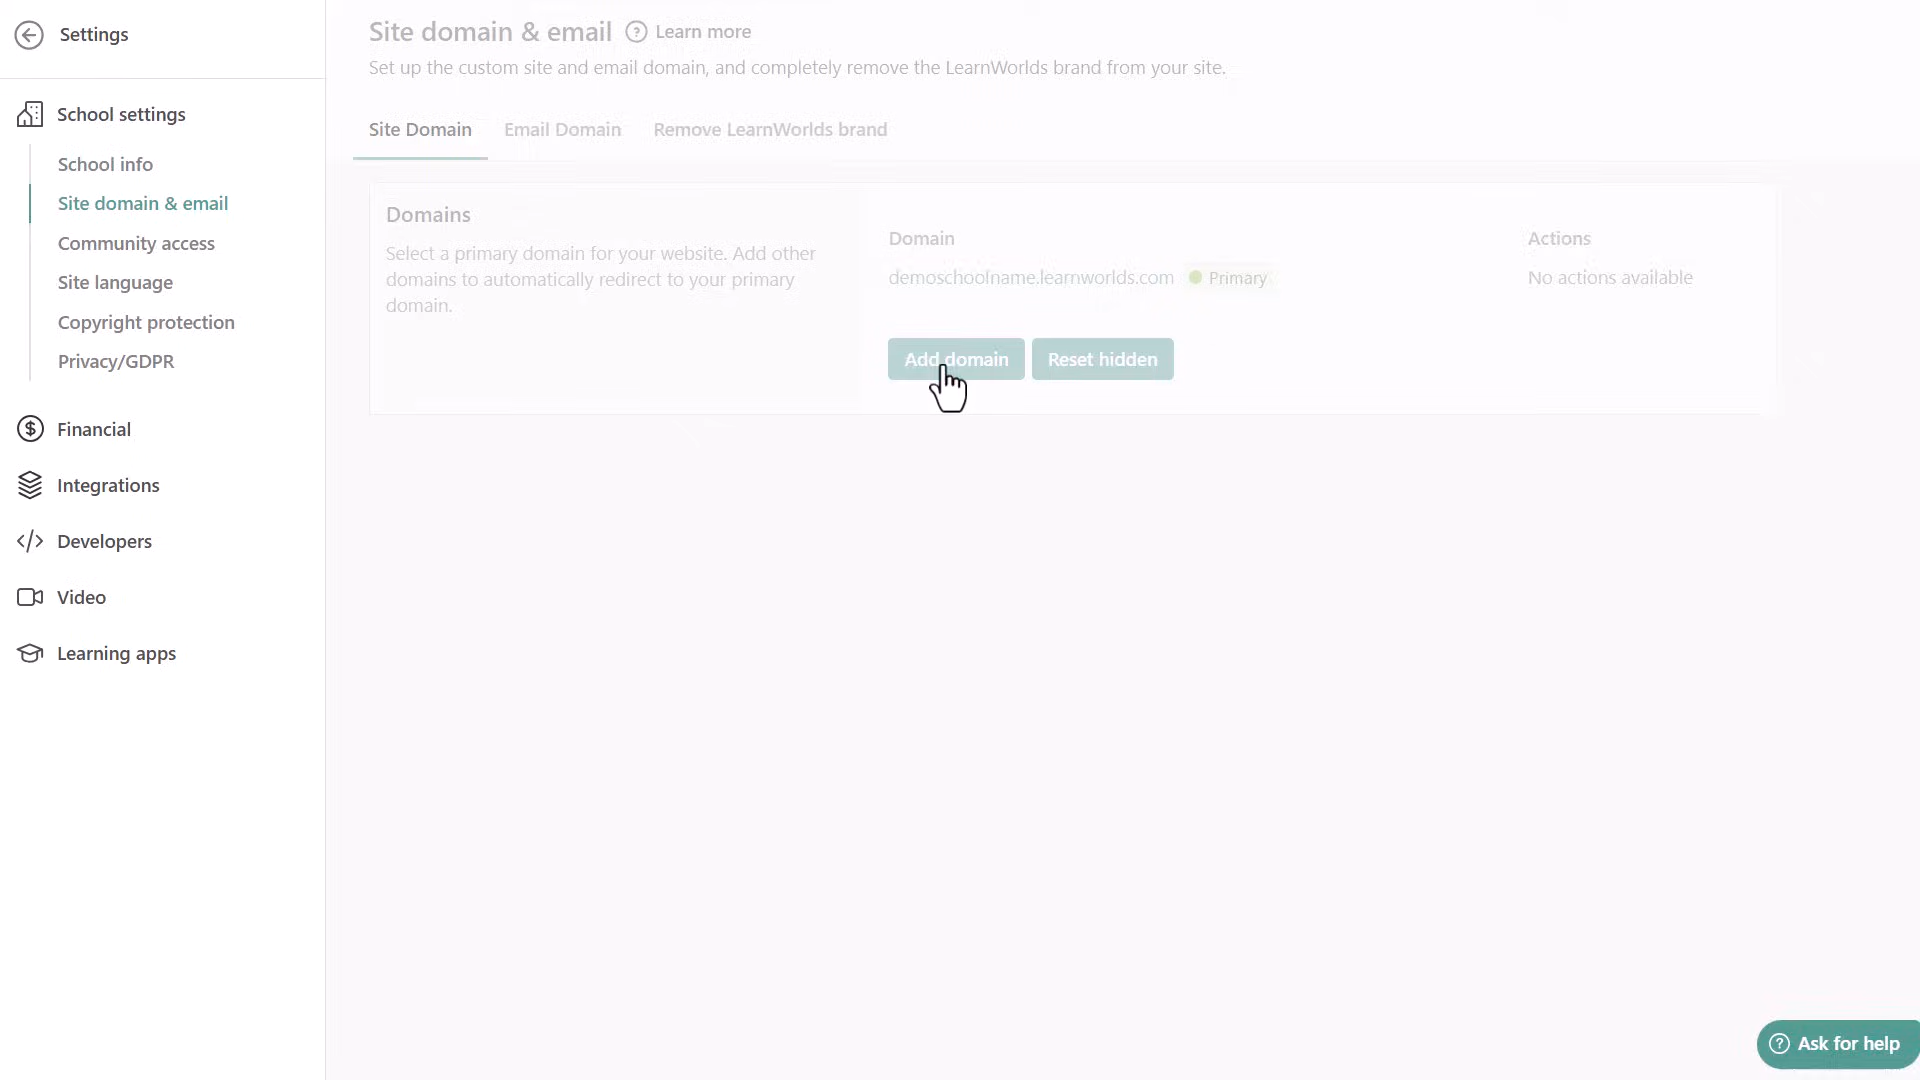 Settings
School settings
School info
Site domain & email
Community access
Site language
Copyright protection
Privacy/GDPR
Financial
Integrations
Developers
Video
Learning apps
Site domain & email
Learn more
Set up the custom site and email domain, and completely remove the LearnWorlds brand from your site.
Site Domain
Email Domain
Remove LearnWorlds brand
Domains
Select a primary domain for your website. Add other
domains to automatically redirect to your primary
domain.
Domain
Actions
demoschoolname.learnworlds.com
Primary
No actions available
Add domain
Reset hidden
Ask for help